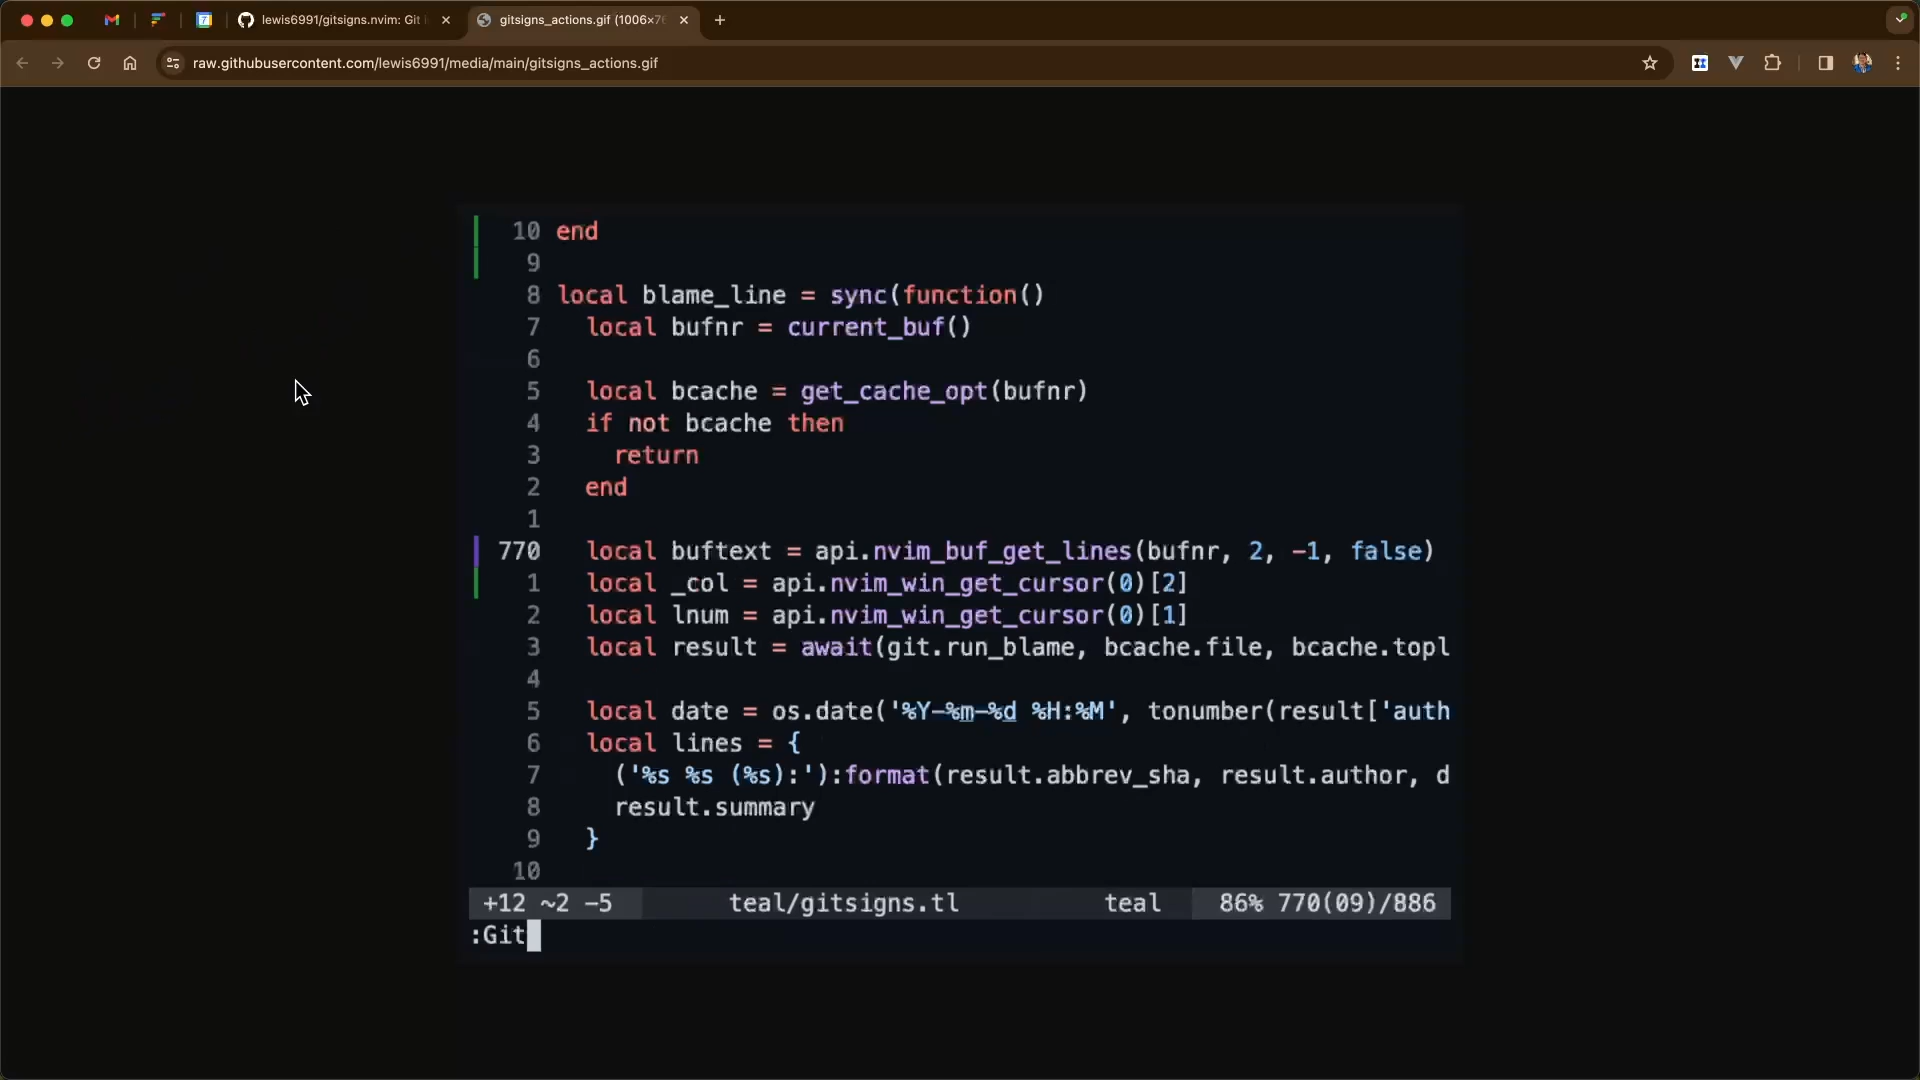 7
lewis6991/gitsigns.nvim: Git
gitsigns_actions.gif (1006×76
raw.githubusercontent.com/lewis6991/media/main/gitsigns_actions.gif
10 end
9
8 local blame_line = sync(function()
7 local bufnr = current_buf()
6
5 local bcache = get_cache_opt(bufnr)
4 if not bcache then
3 return
2 end
1
770 local buftext = api.nvim_buf_get_lines(bufnr, 2, -1, false)
1 local _col = api.nvim_win_get_cursor(0)[2]
2 local lnum = api.nvim_win_get_cursor(0)[1]
3 local result = await(git.run_blame, bcache.file, bcache.topl
4
5 local date = os.date('%Y-%m-%d %H:%M', tonumber(result['auth
6 local lines = {
7 ('%s %s (%s):'):format(result.abbrev_sha, result.author, d
8 result.summary
9 }
10
+12 ~2 -5 teal/gitsigns.tl teal 86% 770(09)/886
:Git